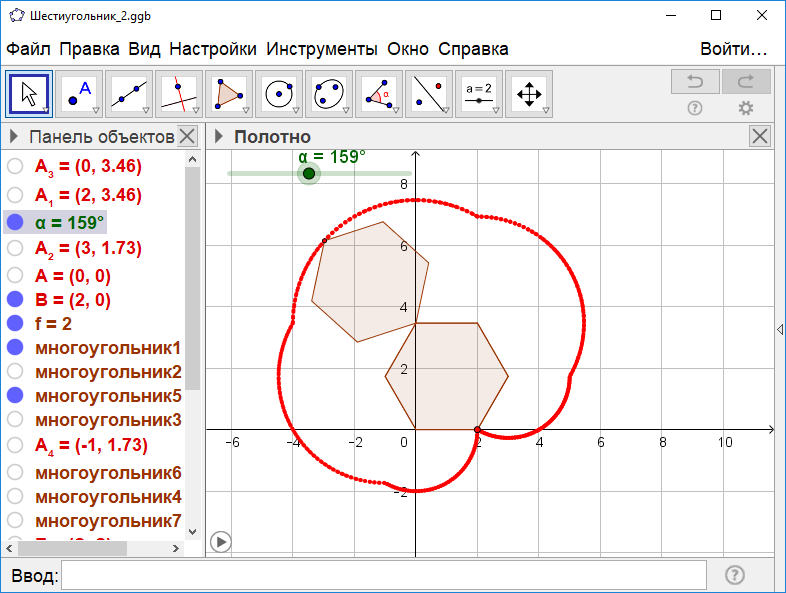 Шестиугольник_2.ggb
Файл Правка Вид Настройки Инструменты Окно Справка Войти…
A
α
a = 2
Панель объектов
Полотно
A3 = (0, 3.46)
A1 = (2, 3.46)
α = 159°
A2 = (3, 1.73)
A = (0, 0)
B = (2, 0)
f = 2
многоугольник1
многоугольник2
многоугольник5
многоугольник3
A4 = (-1, 1.73)
многоугольник6
многоугольник4
многоугольник7
α = 159°
8
6
4
2
-6 -4 -2 0 2 4 6 8 10
-2
Ввод: